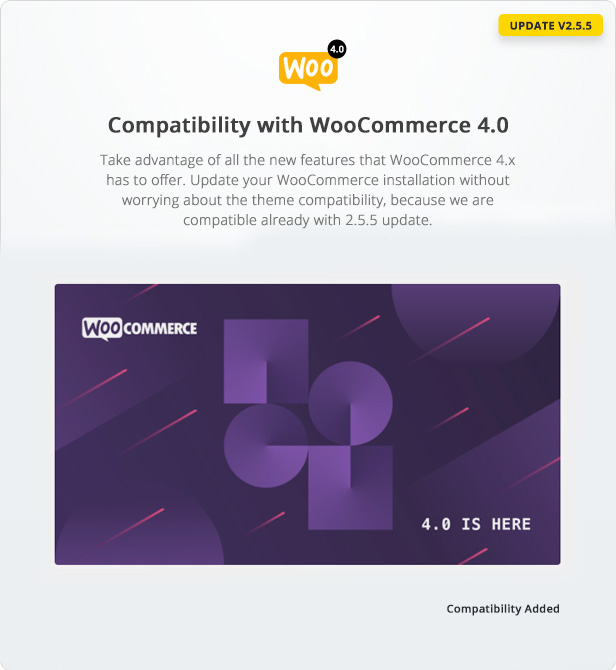 UPDATE V2.5.5
4.0
Woo
Compatibility with WooCommerce 4.0
Take advantage of all the new features that WooCommerce 4.x
has to offer. Update your WooCommerce installation without
worrying about the theme compatibility, because we are
compatible already with 2.5.5 update.
WOOCOMMERCE
4.0 IS HERE
Compatibility Added